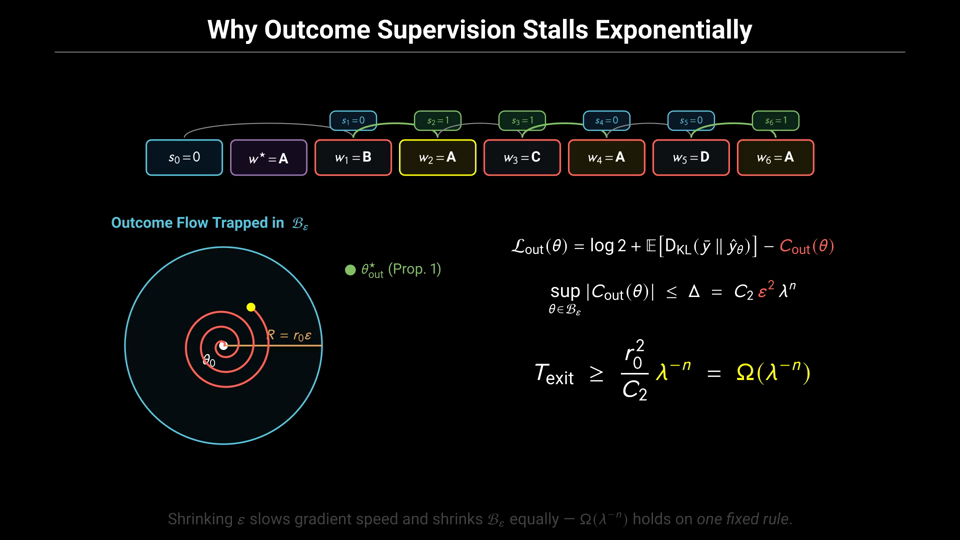 Why Outcome Supervision Stalls Exponentially
s₁=0 s₂=1 s₃=1 s₄=0 s₅=0 s₆=1
s₀=0 w⋆=A w₁=B w₂=A w₃=C w₄=A w₅=D w₆=A
Outcome Flow Trapped in ℬ_ε
θ⋆_out (Prop. 1)
R = r₀ε
θ₀
ℒ_out(θ) = log 2 + 𝔼[D_KL(ȳ ∥ ŷ_θ)] − C_out(θ)
sup_{θ∈ℬ_ε} |C_out(θ)| ≤ Δ = C₂ ε² λⁿ
T_exit ≥ r₀²/C₂ λ⁻ⁿ = Ω(λ⁻ⁿ)
Shrinking ε slows gradient speed and shrinks ℬ_ε equally — Ω(λ⁻ⁿ) holds on one fixed rule.